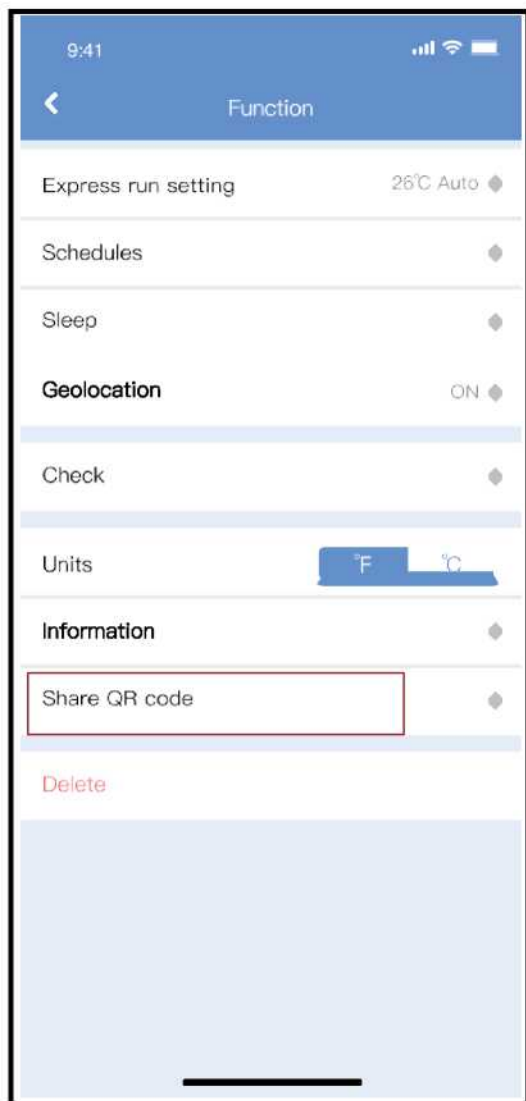 9:41
Function
Express run setting 26°C Auto
Schedules
Sleep
Geolocation ON
Check
Units °F °C
Information
Share QR code
Delete